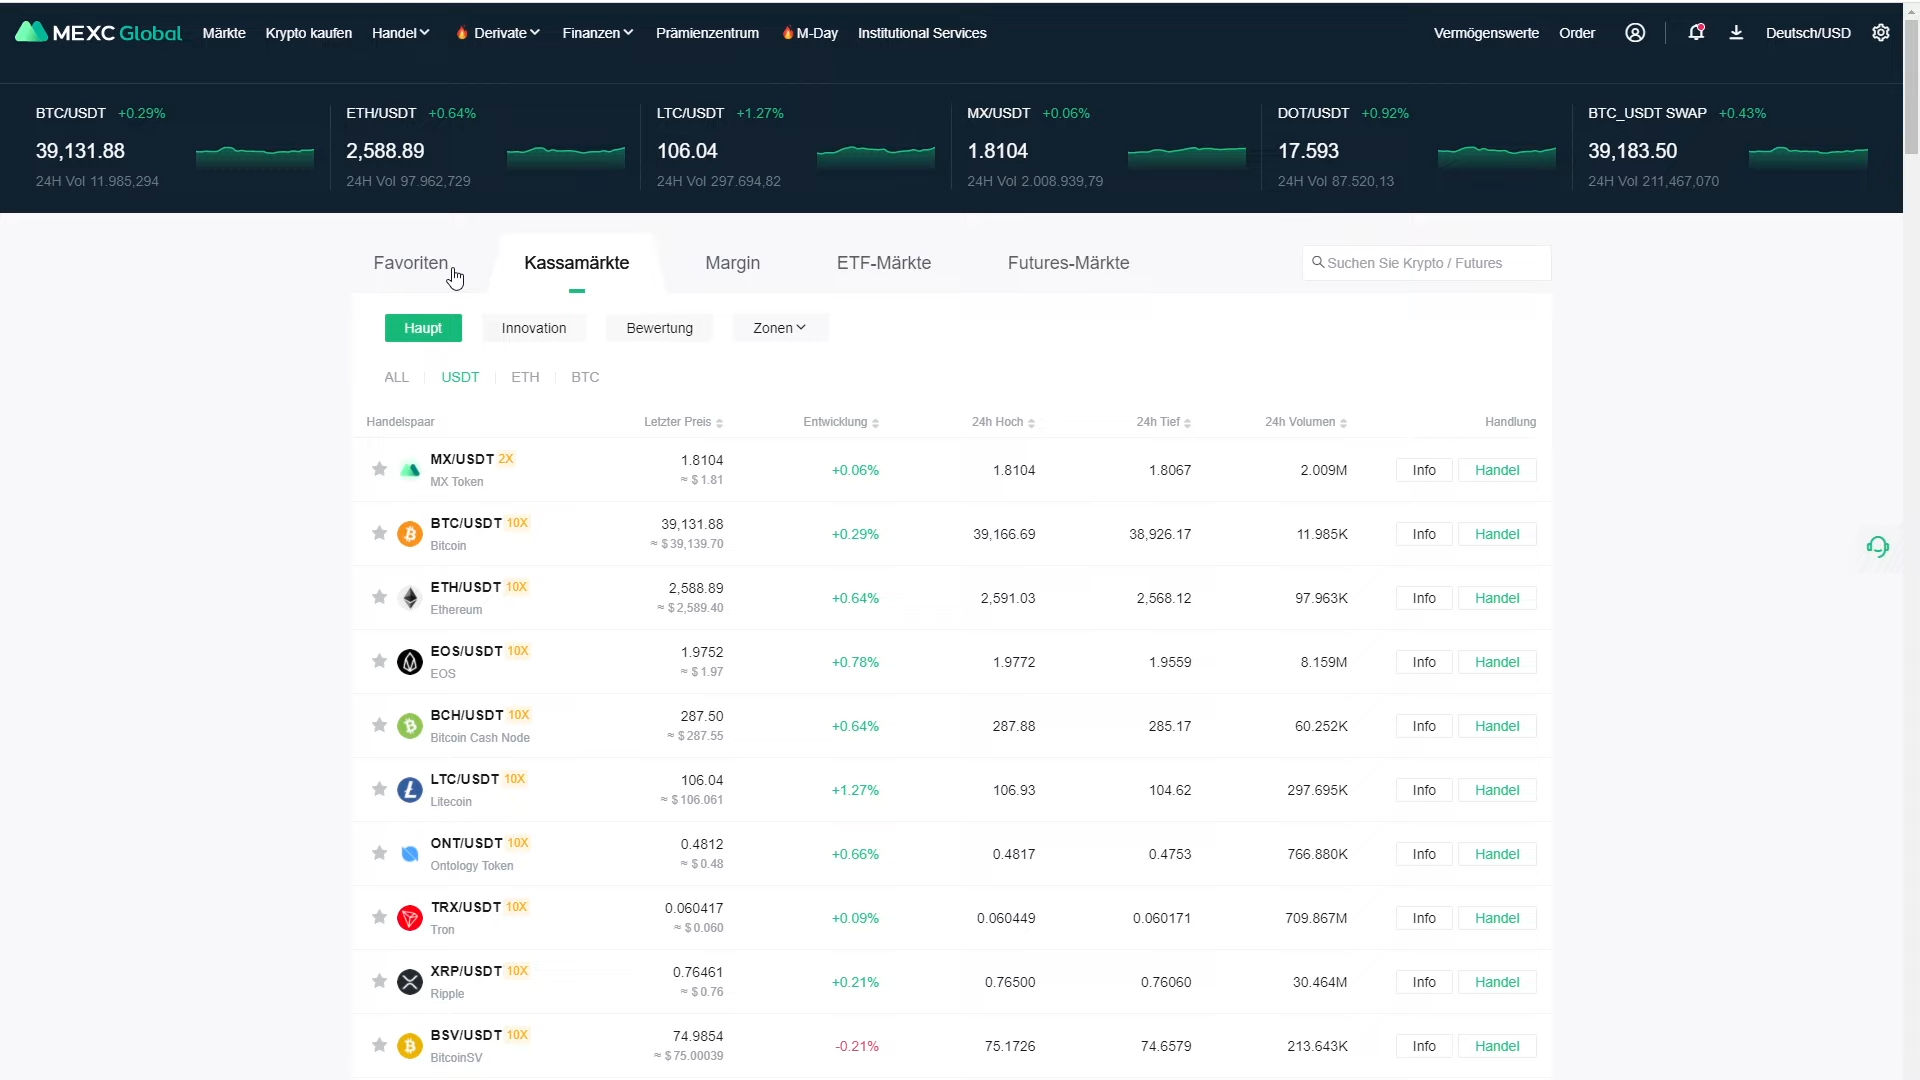 MEXC Global Märkte Krypto kaufen Handel Derivate Finanzen Prämienzentrum M-Day Institutional Services Vermögenswerte Order Deutsch/USD
BTC/USDT +0.29% ETH/USDT +0.64% LTC/USDT +1.27% MX/USDT +0.06% DOT/USDT +0.92% BTC_USDT SWAP +0.43%
39,131.88 2,588.89 106.04 1.8104 17.593 39,183.50
24H Vol 11.985,294 24H Vol 97.962,729 24H Vol 297.694,82 24H Vol 2.008.939,79 24H Vol 87.520,13 24H Vol 211,467,070
Favoriten Kassamärkte Margin ETF-Märkte Futures-Märkte Suchen Sie Krypto / Futures
Haupt Innovation Bewertung Zonen
ALL USDT ETH BTC
Handelspaar Letzter Preis Entwicklung 24h Hoch 24h Tief 24h Volumen Handlung
MX/USDT 2X 1.8104 +0.06% 1.8104 1.8067 2.009M Info Handel
MX Token ≈ $ 1.81
BTC/USDT 10X 39,131.88 +0.29% 39,166.69 38,926.17 11.985K Info Handel
Bitcoin ≈ $ 39,139.70
ETH/USDT 10X 2,588.89 +0.64% 2,591.03 2,568.12 97.963K Info Handel
Ethereum ≈ $ 2,589.40
EOS/USDT 10X 1.9752 +0.78% 1.9772 1.9559 8.159M Info Handel
EOS ≈ $ 1.97
BCH/USDT 10X 287.50 +0.64% 287.88 285.17 60.252K Info Handel
Bitcoin Cash Node ≈ $ 287.55
LTC/USDT 10X 106.04 +1.27% 106.93 104.62 297.695K Info Handel
Litecoin ≈ $ 106.061
ONT/USDT 10X 0.4812 +0.66% 0.4817 0.4753 766.880K Info Handel
Ontology Token ≈ $ 0.48
TRX/USDT 10X 0.060417 +0.09% 0.060449 0.060171 709.867M Info Handel
Tron ≈ $ 0.060
XRP/USDT 10X 0.76461 +0.21% 0.76500 0.76060 30.464M Info Handel
Ripple ≈ $ 0.76
BSV/USDT 10X 74.9854 -0.21% 75.1726 74.6579 213.643K Info Handel
BitcoinSV ≈ $ 75.00039